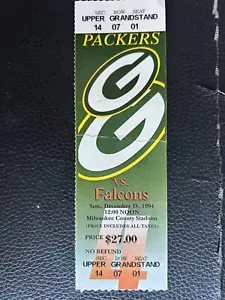 SEC. ROW SEAT
UPPER GRANDSTAND
14 07 01
PACKERS
G
G
vs.
Falcons
Sun., December 18, 1994
12:00 NOON
Milwaukee County Stadium
(PRICE INCLUDES ALL TAXES)
PRICE $27.00
NO REFUND
UPPER GRANDSTAND
14 07 01
SEC. ROW SEAT